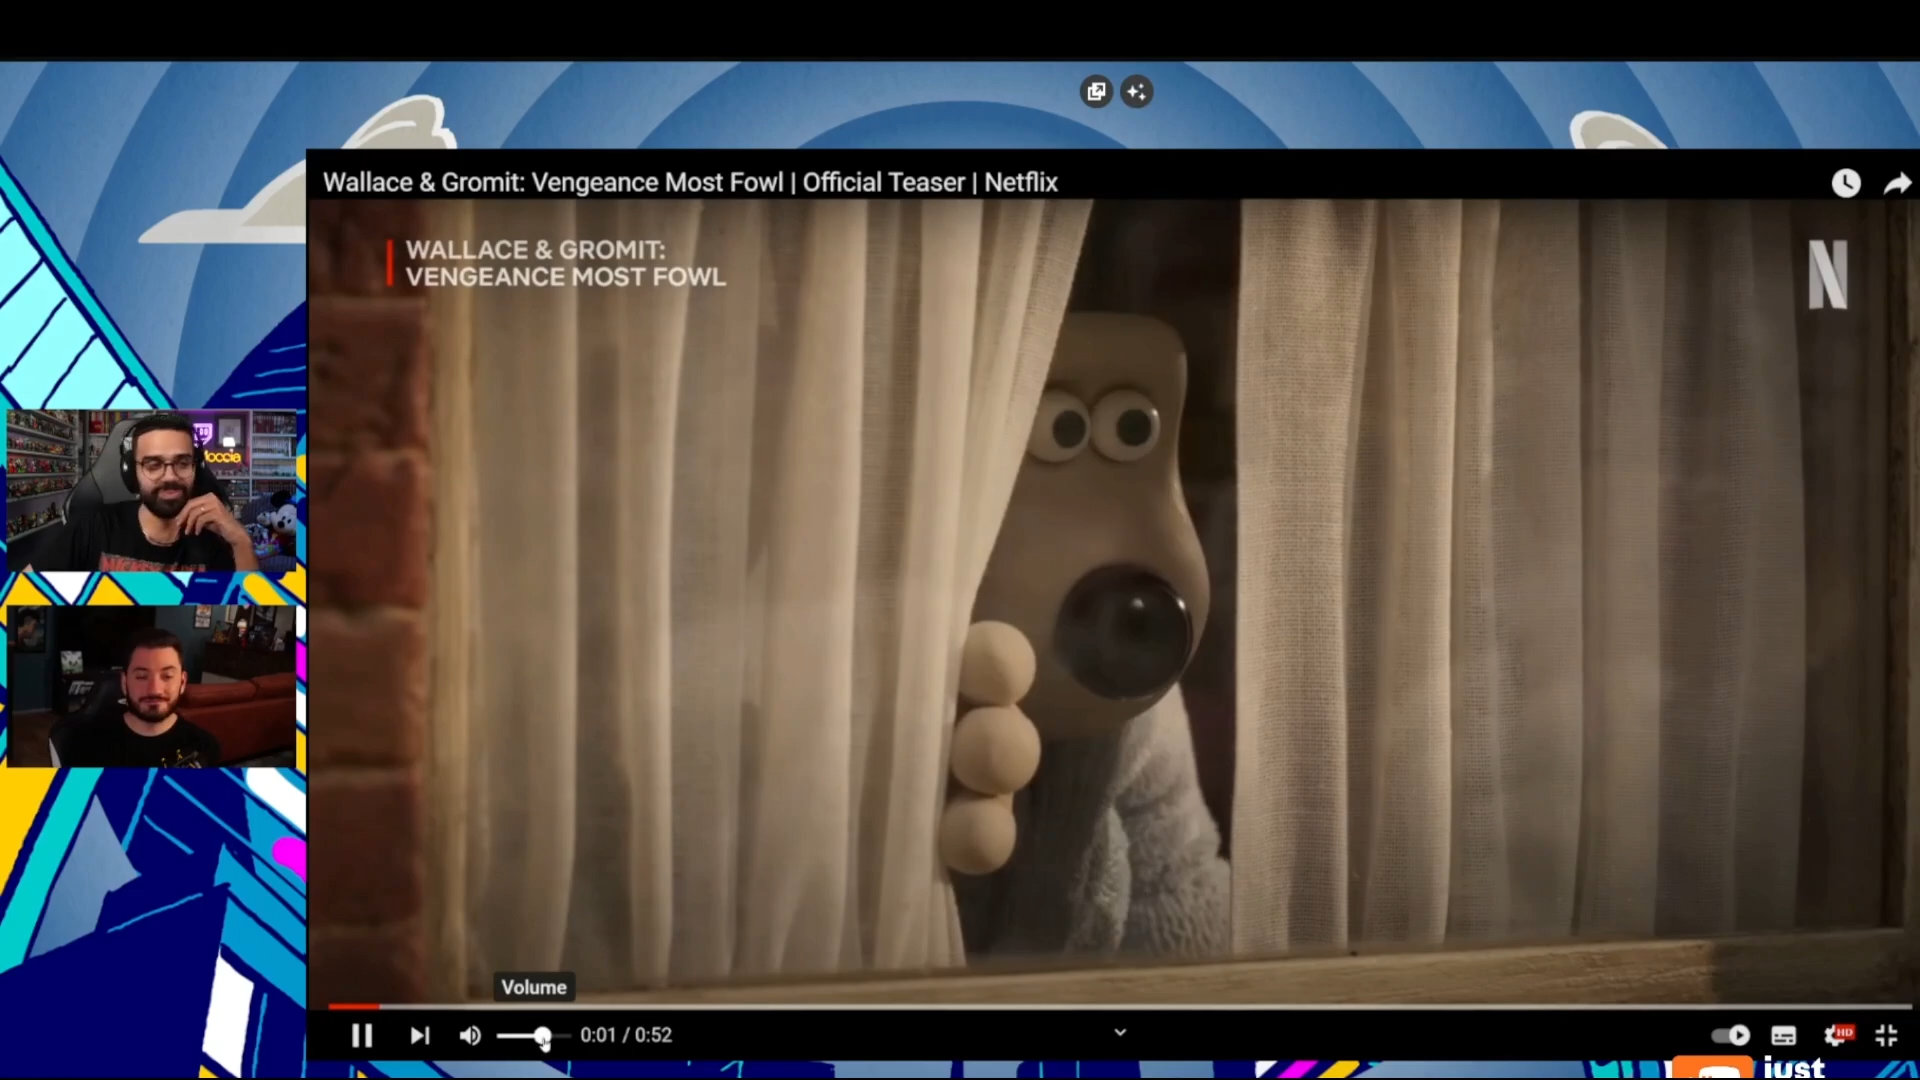 Wallace & Gromit: Vengeance Most Fowl | Official Teaser | Netflix
WALLACE & GROMIT:
VENGEANCE MOST FOWL
N
Volume
0:01 / 0:52
HD
just